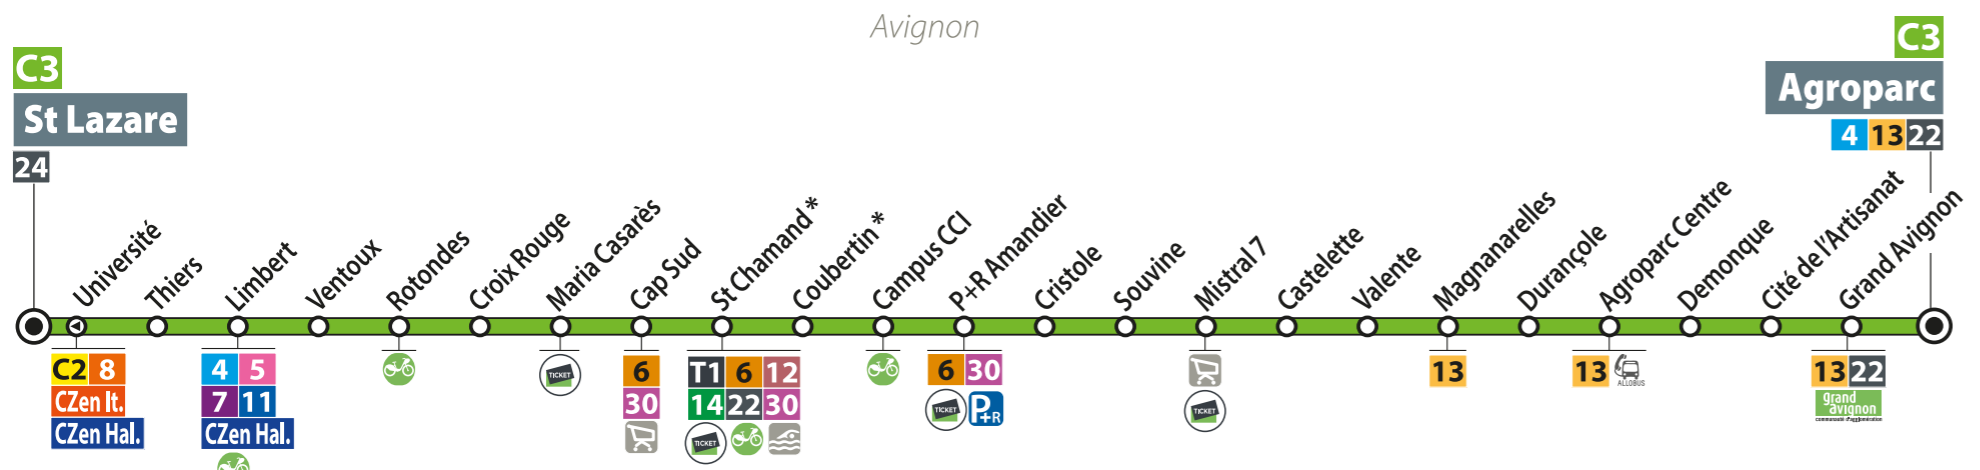 Avignon
C3
St Lazare
24
C3
Agroparc
4 13 22
Université
Thiers
Limbert
Ventoux
Rotondes
Croix Rouge
Maria Casarès
Cap Sud
St Chamand*
Coubertin*
Campus CCI
P+R Amandier
Cristole
Souvine
Mistral 7
Castelette
Valente
Magnanarelles
Durançole
Agroparc Centre
Demonque
Cité de l'Artisanat
Grand Avignon
C2 8
CZen It.
CZen Hal.
4 5
7 11
CZen Hal.
TICKET
6
30
T1 6 12
14 22 30
TICKET
6 30
TICKET P+R
TICKET
13
13 ALLOBUS
13 22
grand
avignon
communauté d'agglomération